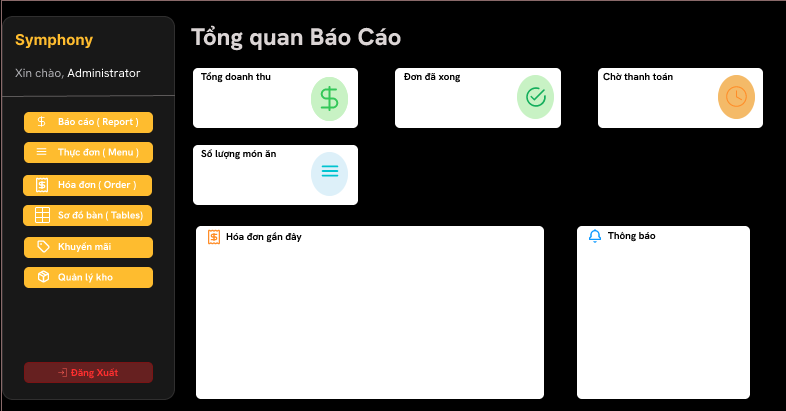 Symphony
Xin chào, Administrator
Báo cáo ( Report )
Thực đơn ( Menu )
Hóa đơn ( Order )
Sơ đồ bàn ( Tables)
Khuyến mãi
Quản lý kho
Đăng Xuất
Tổng quan Báo Cáo
Tổng doanh thu
Đơn đã xong
Chờ thanh toán
Số lượng món ăn
Hóa đơn gần đây
Thông báo